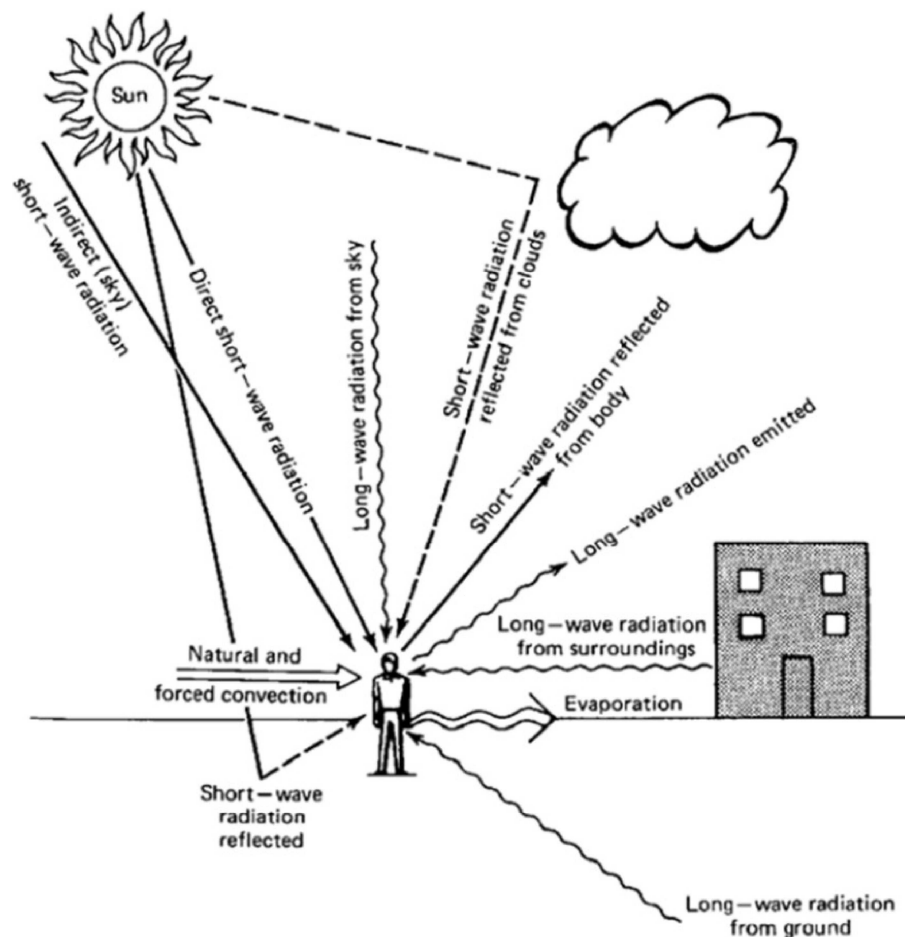 Sun
Indirect (sky)
short–wave radiation
Direct short–wave radiation
Long–wave radiation from sky
Short–wave radiation
reflected from clouds
Short–wave radiation reflected
from body
Long–wave radiation emitted
Long–wave radiation
from surroundings
Natural and
forced convection
Evaporation
Short–wave
radiation
reflected
Long–wave radiation
from ground